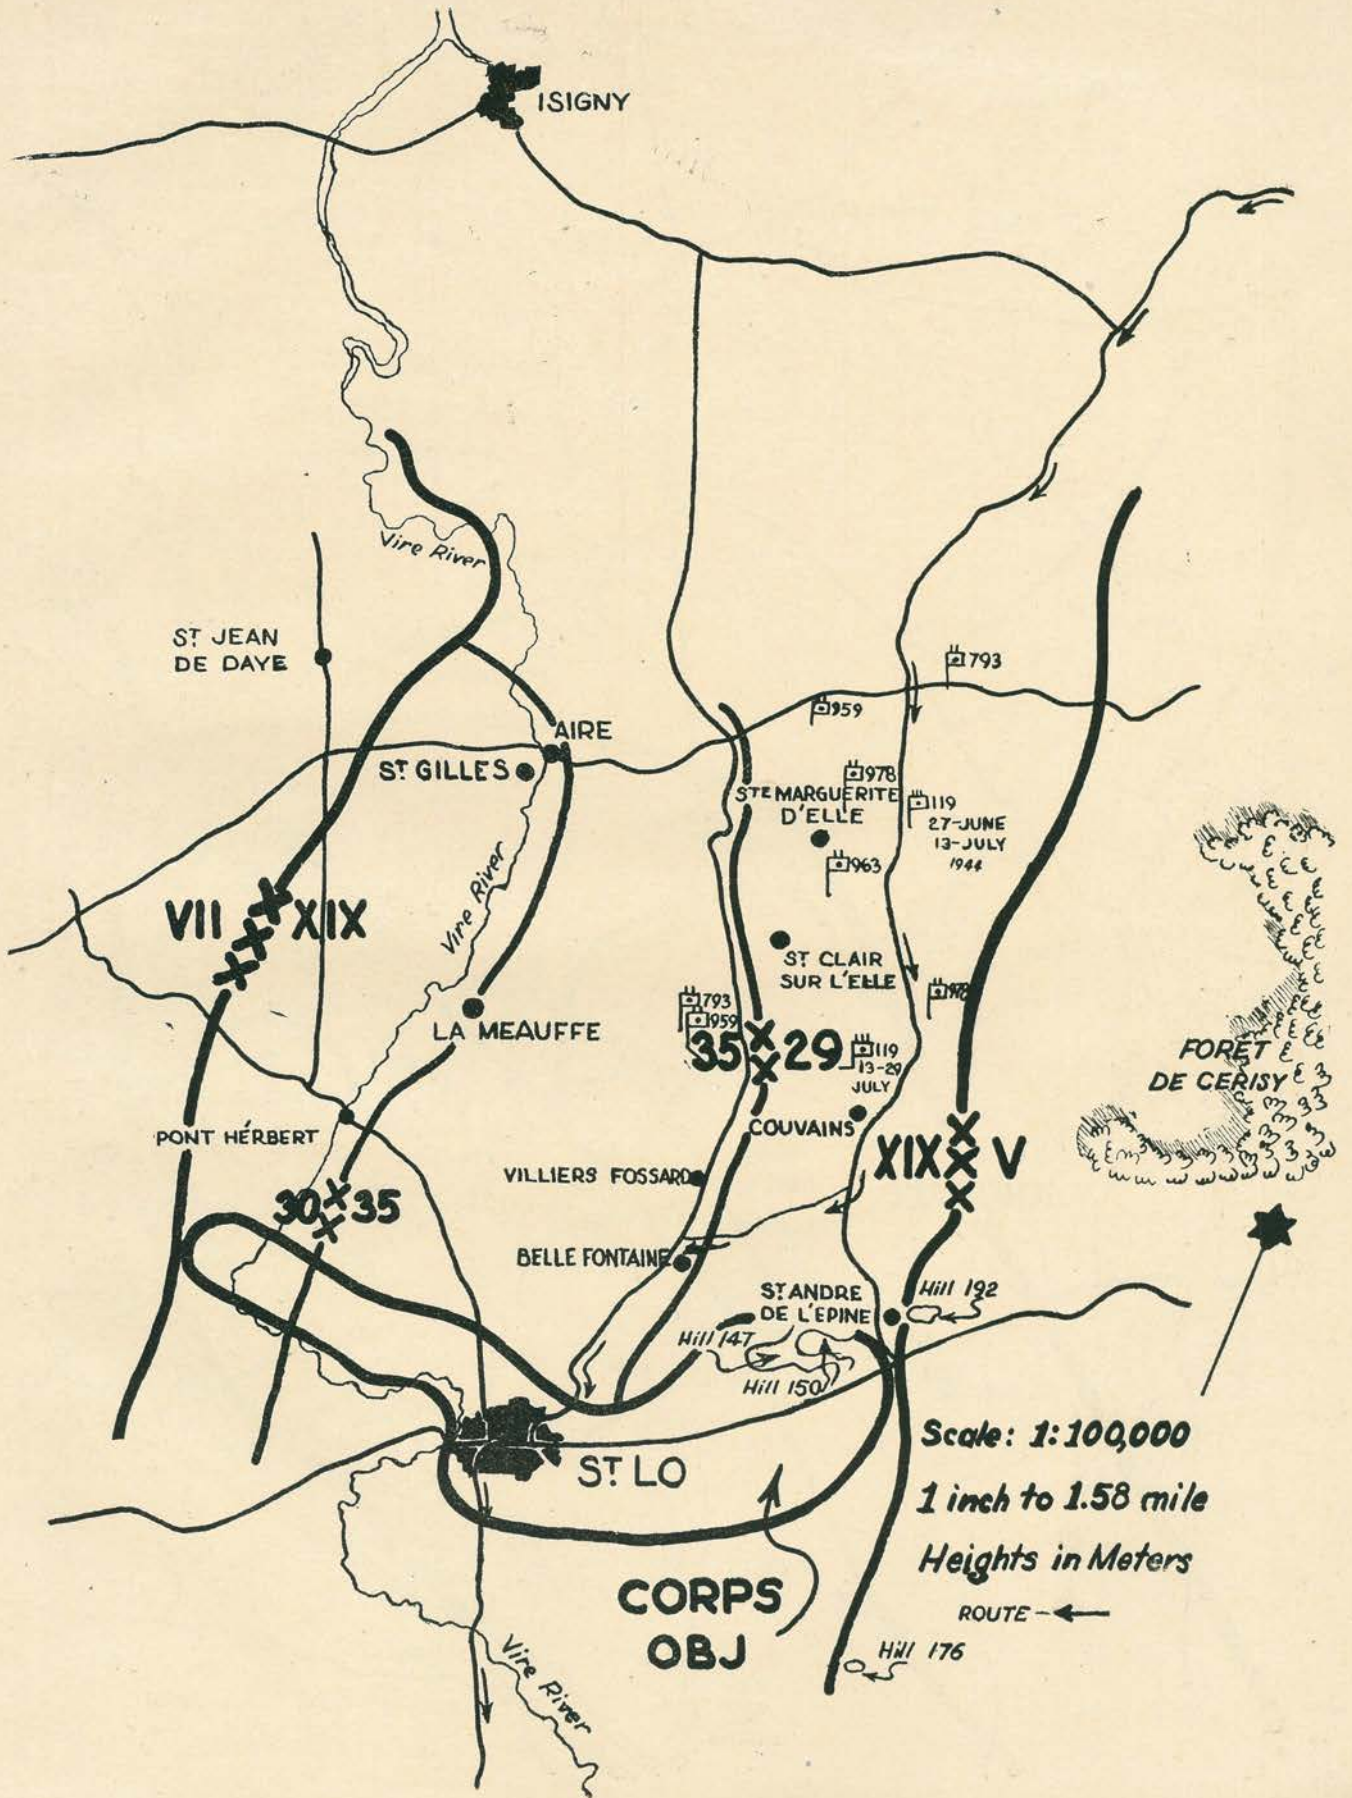 ISIGNY
Vire River
ST JEAN
DE DAYE
793
959
AIRE
ST GILLES
978
STE MARGUERITE
D'ELLE
119
27-JUNE
13-JULY
1944
963
Vire River
VII XXX XIX
ST CLAIR
SUR L'ELLE
793
959
LA MEAUFFE
35 XX 29
119
13-29
JULY
FORET
DE CERISY
PONT HÉRBERT
COUVAINS
XIX XXX V
VILLIERS FOSSARD
30 XX 35
BELLE FONTAINE
ST ANDRE
DE L'EPINE
Hill 192
Hill 147
Hill 150
ST LO
Scale: 1:100,000
1 inch to 1.58 mile
Heights in Meters
ROUTE
CORPS
OBJ
Hill 176
Vire River